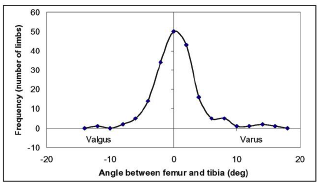 60
50
40
30
20
10
0
-10
Frequency (number of limbs)
Valgus Varus
-20 -10 0 10 20
Angle between femur and tibia (deg)